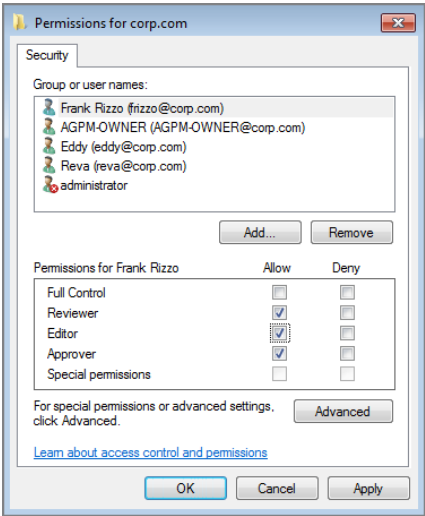 Permissions for corp.com
Security
Group or user names:
Frank Rizzo (frizzo@corp.com)
AGPM-OWNER (AGPM-OWNER@corp.com)
Eddy (eddy@corp.com)
Reva (reva@corp.com)
administrator
Add... Remove
Permissions for Frank Rizzo Allow Deny
Full Control
Reviewer
Editor
Approver
Special permissions
For special permissions or advanced settings,
click Advanced.
Advanced
Learn about access control and permissions
OK Cancel Apply